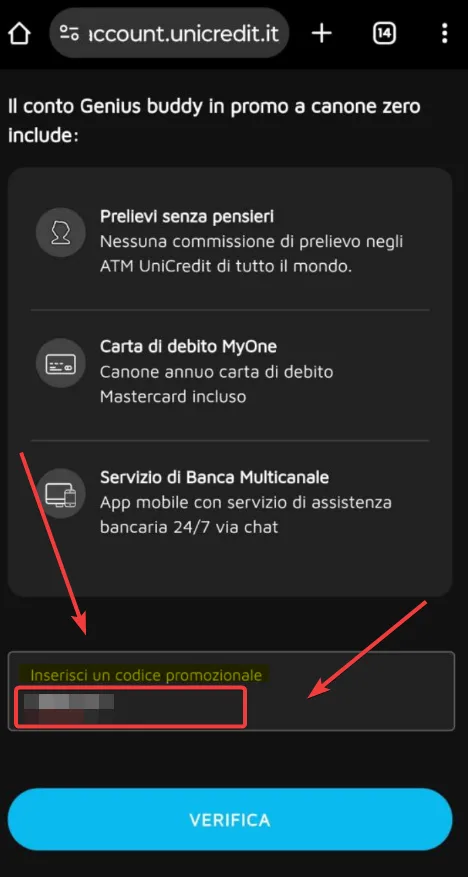 account.unicredit.it
14
Il conto Genius buddy in promo a canone zero
include:
Prelievi senza pensieri
Nessuna commissione di prelievo negli
ATM UniCredit di tutto il mondo.
Carta di debito MyOne
Canone annuo carta di debito
Mastercard incluso
Servizio di Banca Multicanale
App mobile con servizio di assistenza
bancaria 24/7 via chat
Inserisci un codice promozionale
VERIFICA